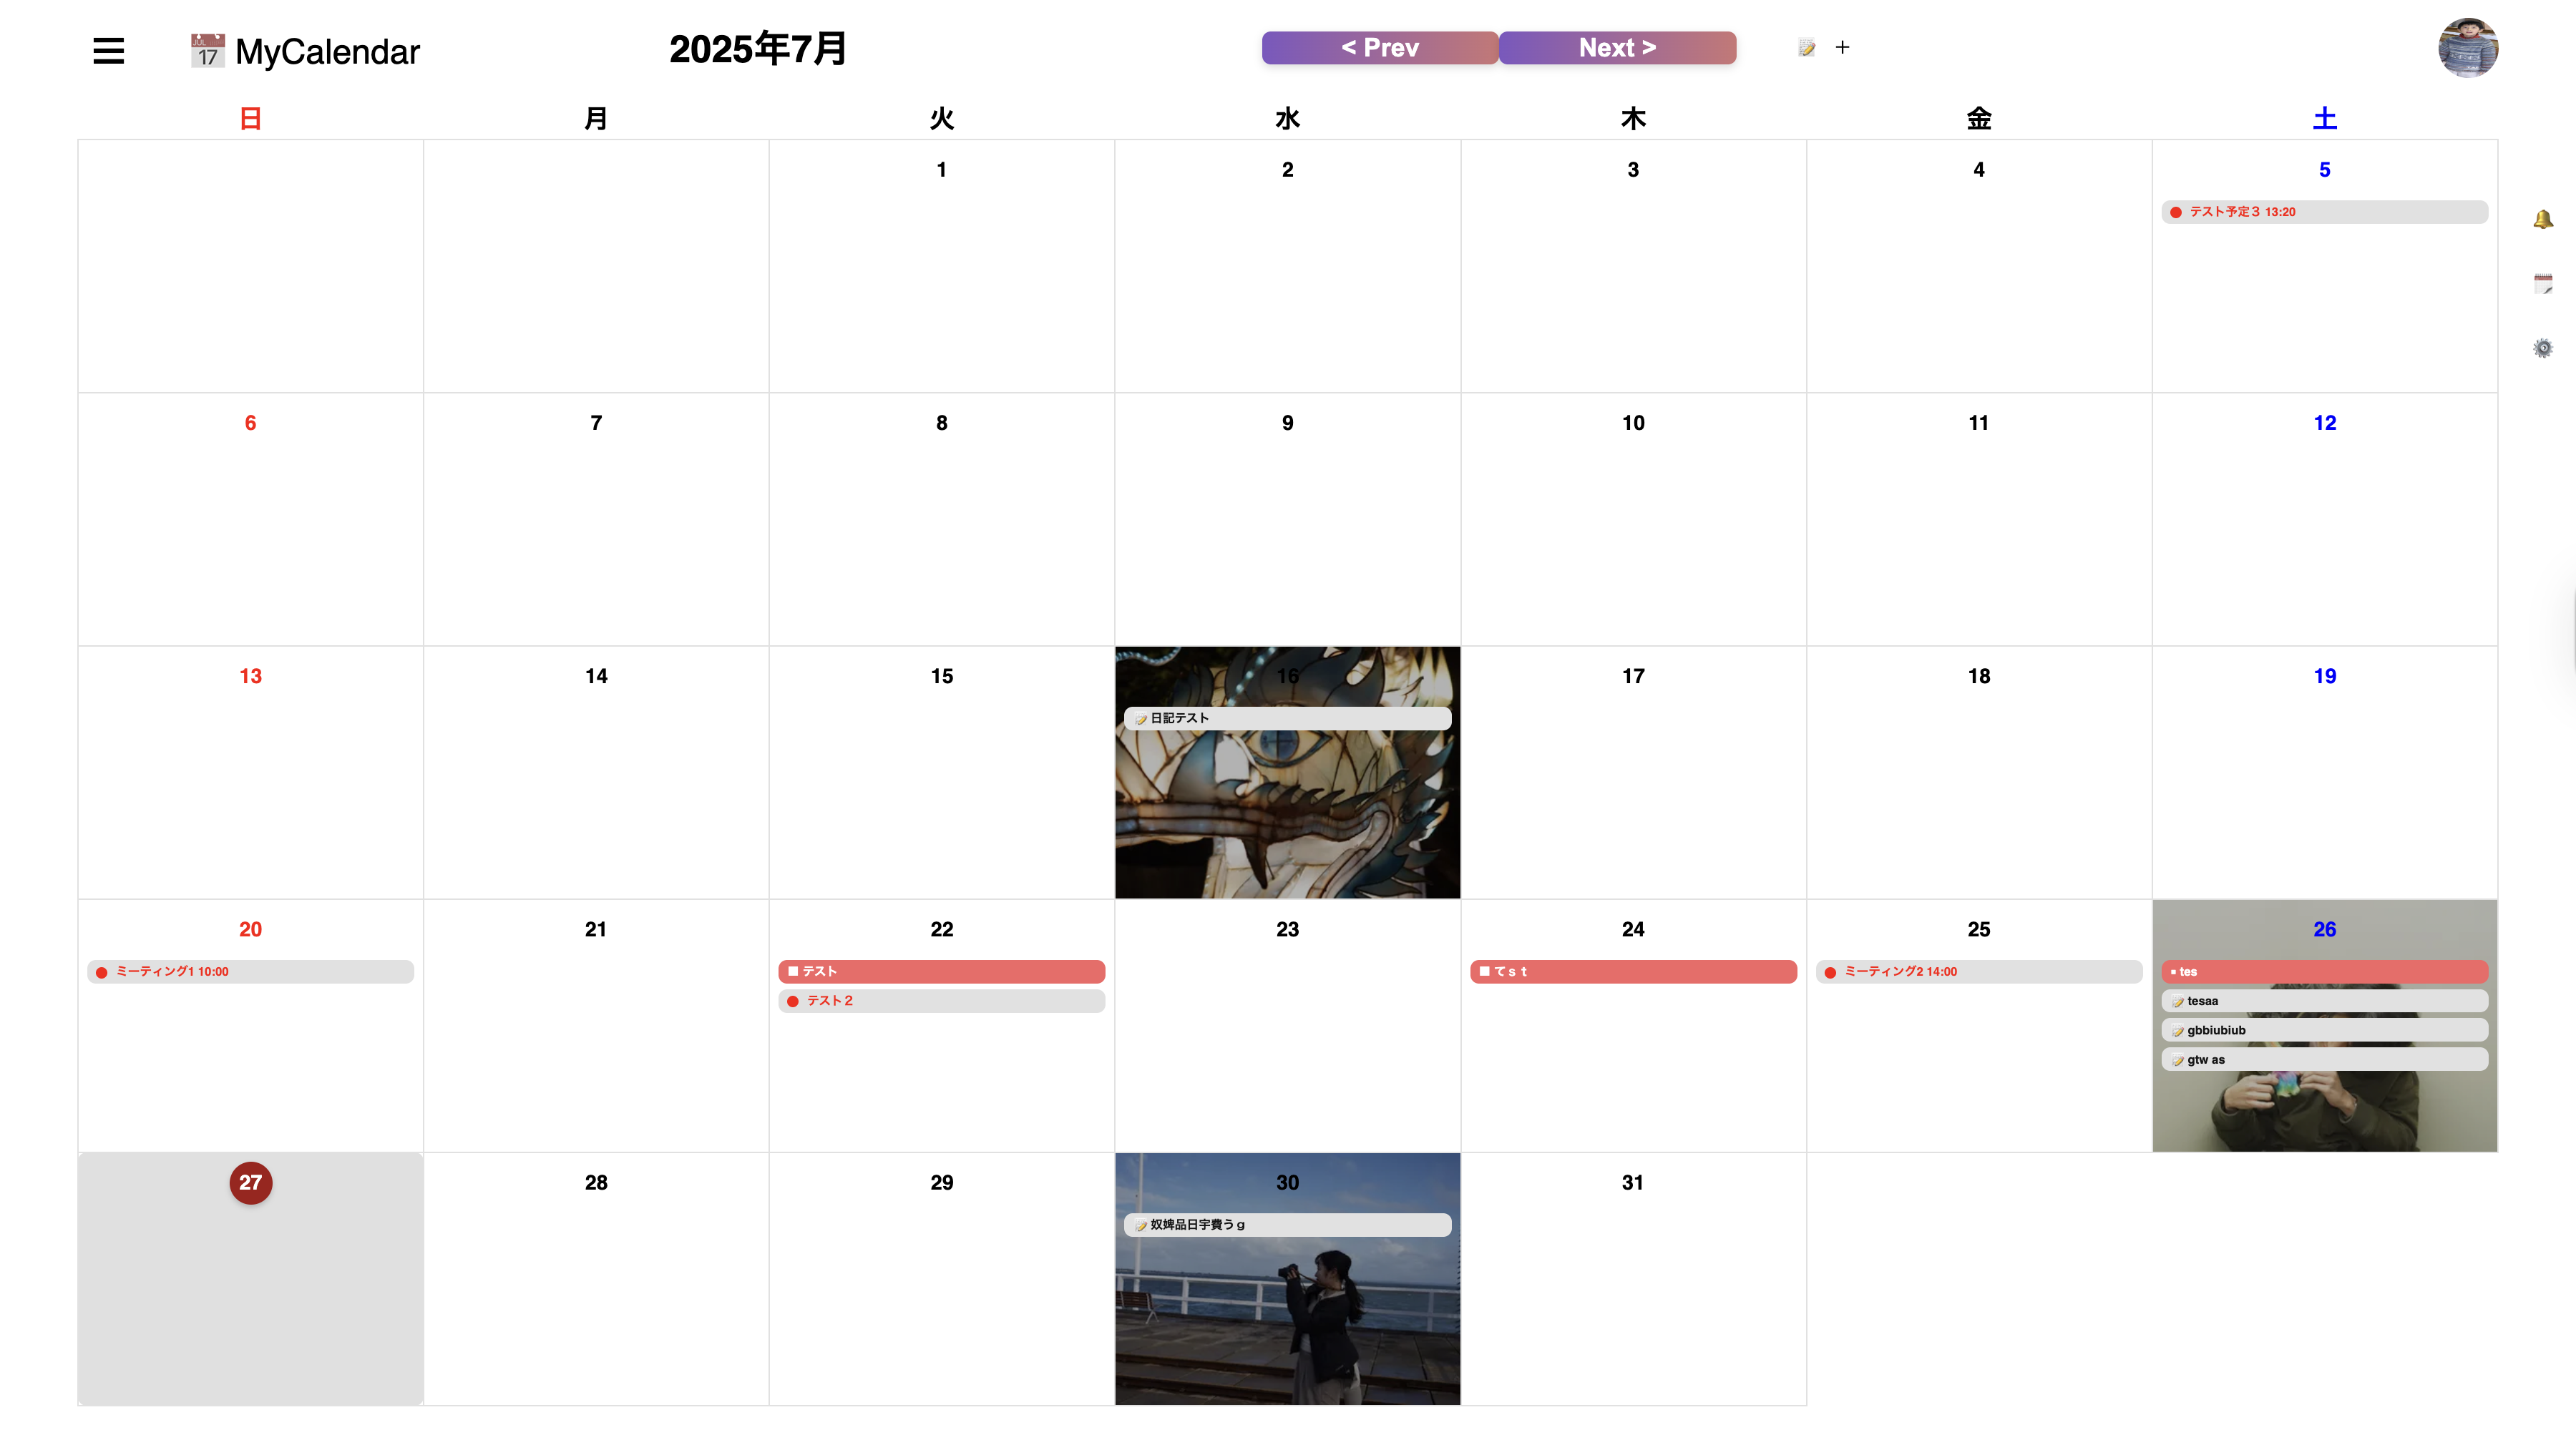 MyCalendar
2025年7月
< Prev
Next >
日 月 火 水 木 金 土
1 2 3 4 5
テスト予定３ 13:20
6 7 8 9 10 11 12
13 14 15 16 17 18 19
日記テスト
20 21 22 23 24 25 26
ミーティング1 10:00
テスト
テスト２
てｓｔ
ミーティング2 14:00
tes
tesaa
gbbiubiub
gtw as
27 28 29 30 31
奴婢品日宇費うｇ